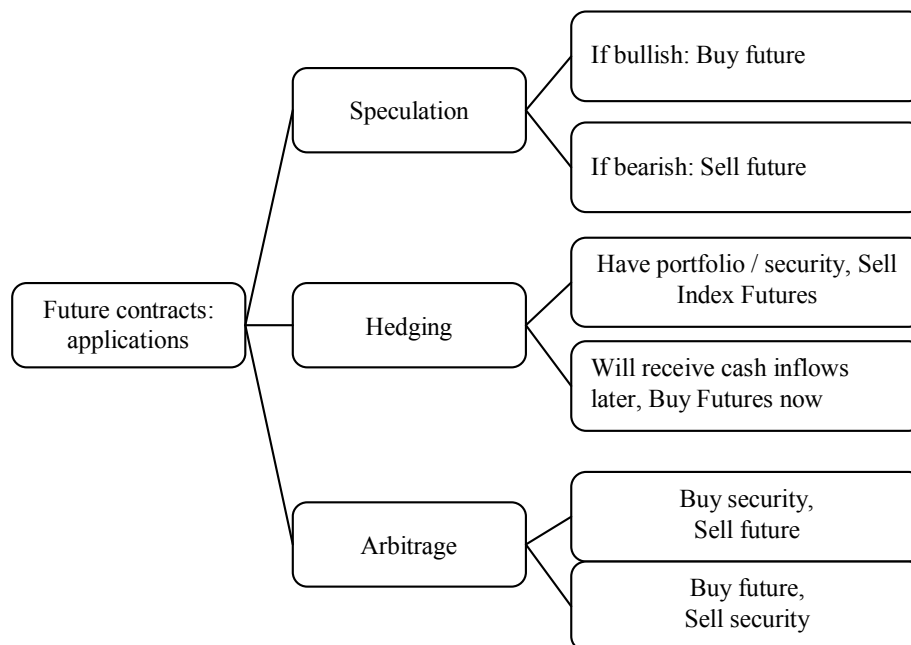 If bullish: Buy future
Speculation
If bearish: Sell future
Have portfolio / security, Sell
Index Futures
Future contracts:
applications
Hedging
Will receive cash inflows
later, Buy Futures now
Buy security,
Sell future
Arbitrage
Buy future,
Sell security